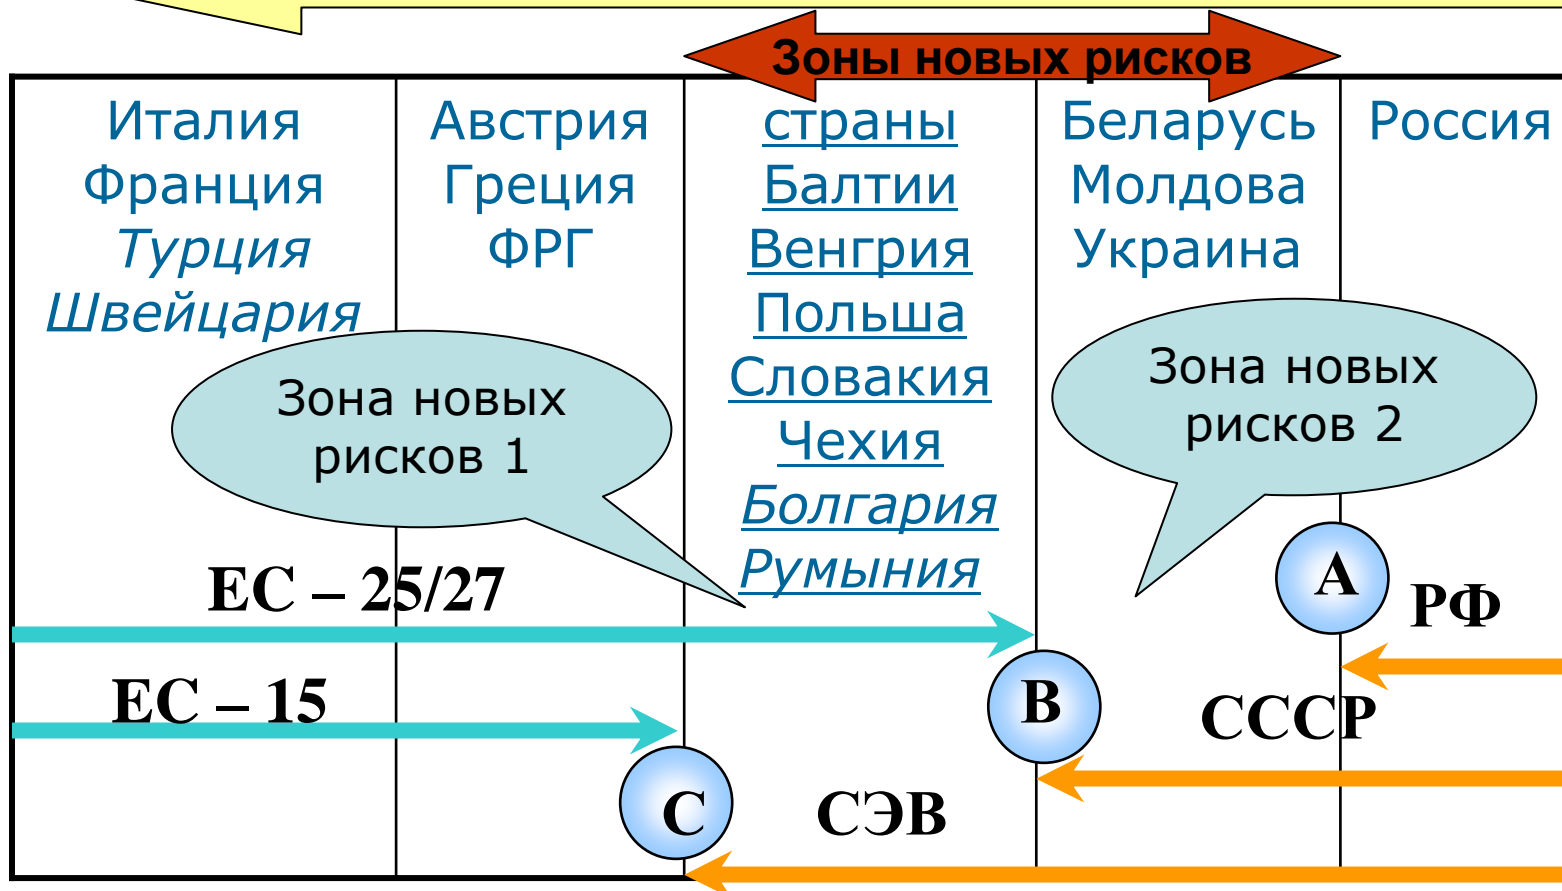 Зоны новых рисков
Италия
Франция
Турция
Швейцария
Австрия
Греция
ФРГ
страны
Балтии
Венгрия
Польша
Словакия
Чехия
Болгария
Румыния
Беларусь
Молдова
Украина
Россия
Зона новых
рисков 1
Зона новых
рисков 2
ЕС – 25/27
A
РФ
ЕС – 15
B
СССР
C
СЭВ